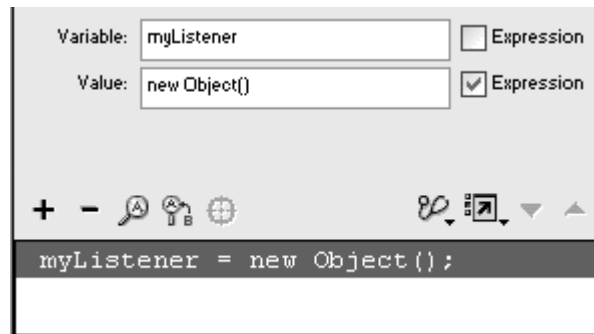 Variable: myListener Expression
Value: new Object() Expression
myListener = new Object();